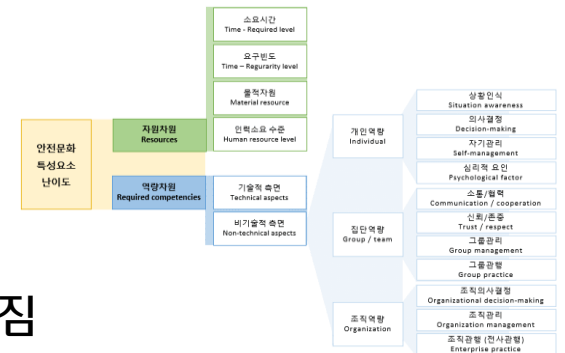 안전문화
특성요소
난이도
자원차원
Resources
역량차원
Required competencies
소요시간
Time - Required level
요구빈도
Time – Regurarity level
물적자원
Material resource
인력소요 수준
Human resource level
기술적 측면
Technical aspects
비기술적 측면
Non-technical aspects
개인역량
Individual
상황인식
Situation awareness
의사결정
Decision-making
자기관리
Self-management
심리적 요인
Psychological factor
집단역량
Group / team
소통/협력
Communication / cooperation
신뢰/존중
Trust / respect
그룹관리
Group management
그룹관행
Group practice
조직역량
Organization
조직의사결정
Organizational decision-making
조직관리
Organization management
조직관행 (전사관행)
Enterprise practice
짐